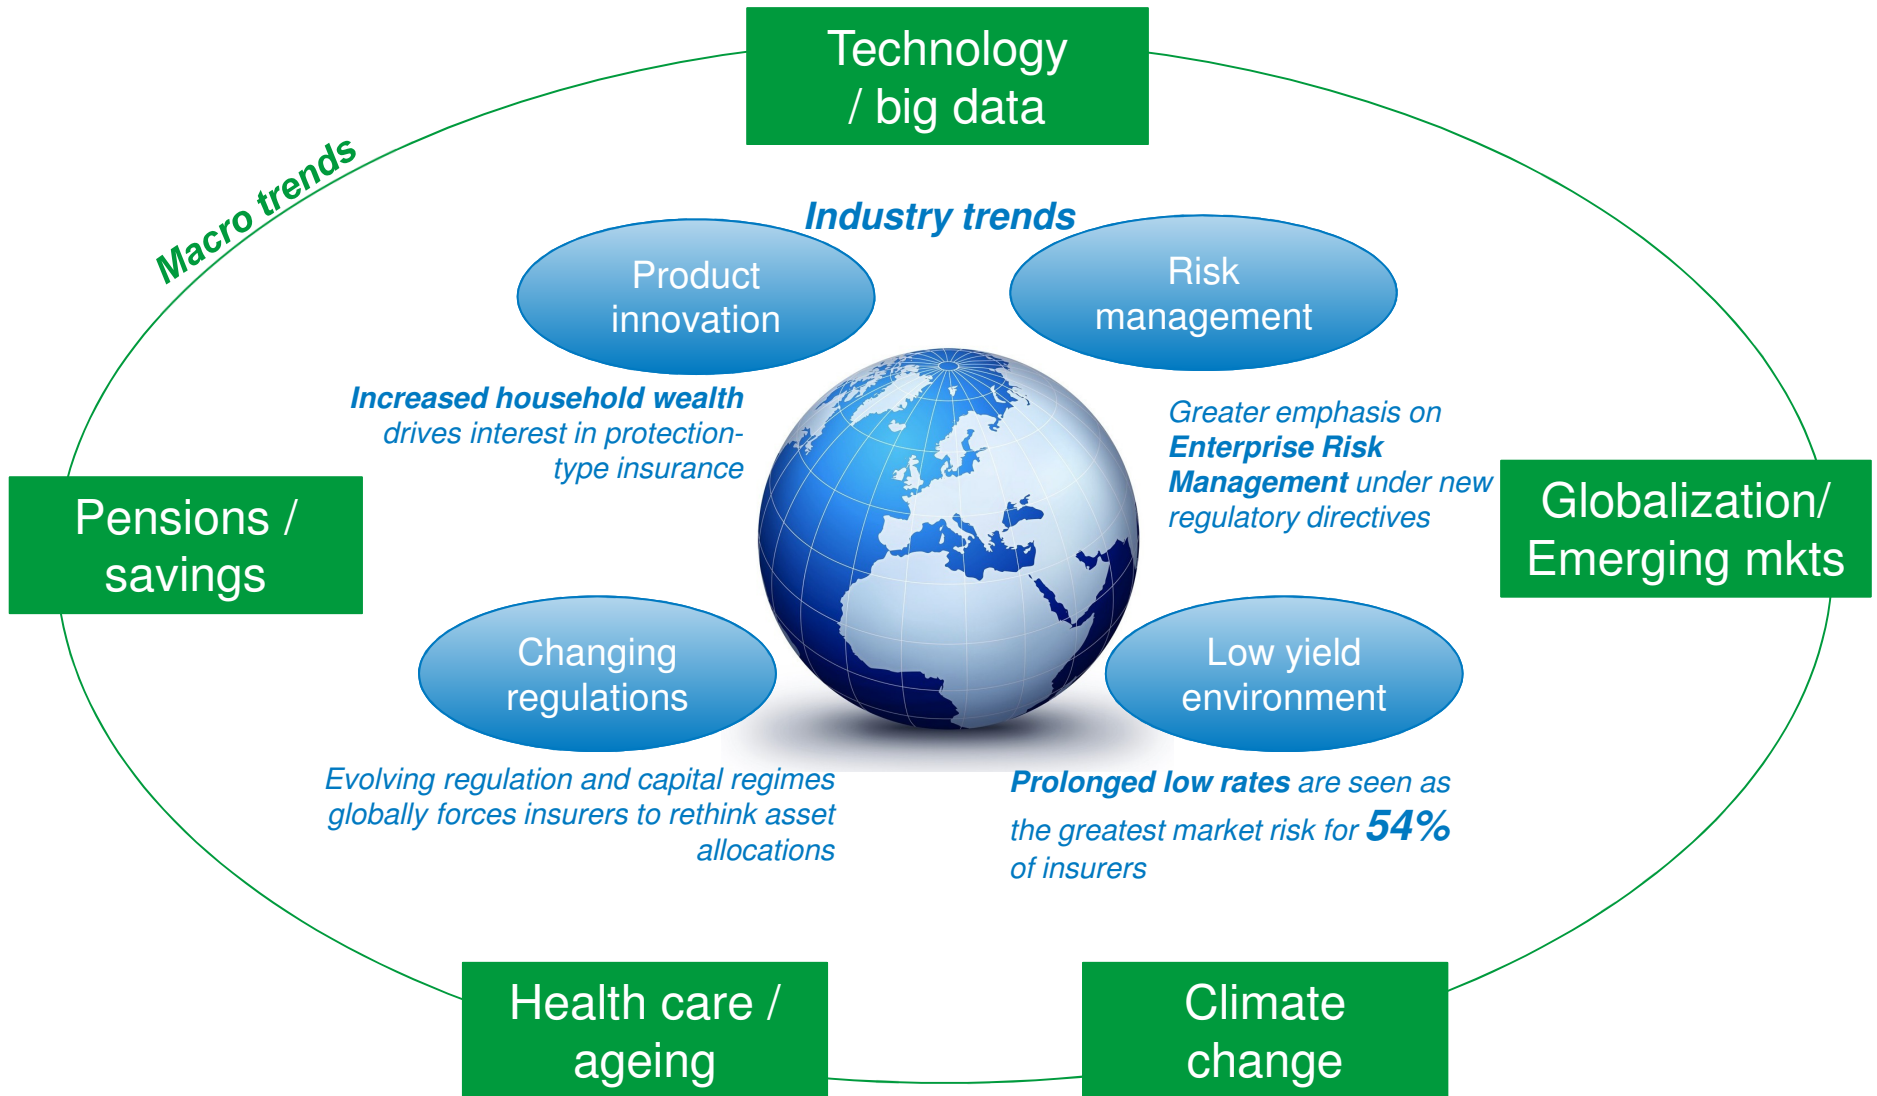 Technology
/ big data
Macro trends
Industry trends
Product
innovation
Risk
management
Increased household wealth
drives interest in protection-
type insurance
Greater emphasis on
Enterprise Risk
Management under new
regulatory directives
Pensions /
savings
Globalization/
Emerging mkts
Changing
regulations
Low yield
environment
Evolving regulation and capital regimes
globally forces insurers to rethink asset
allocations
Prolonged low rates are seen as
the greatest market risk for 54%
of insurers
Health care /
ageing
Climate
change